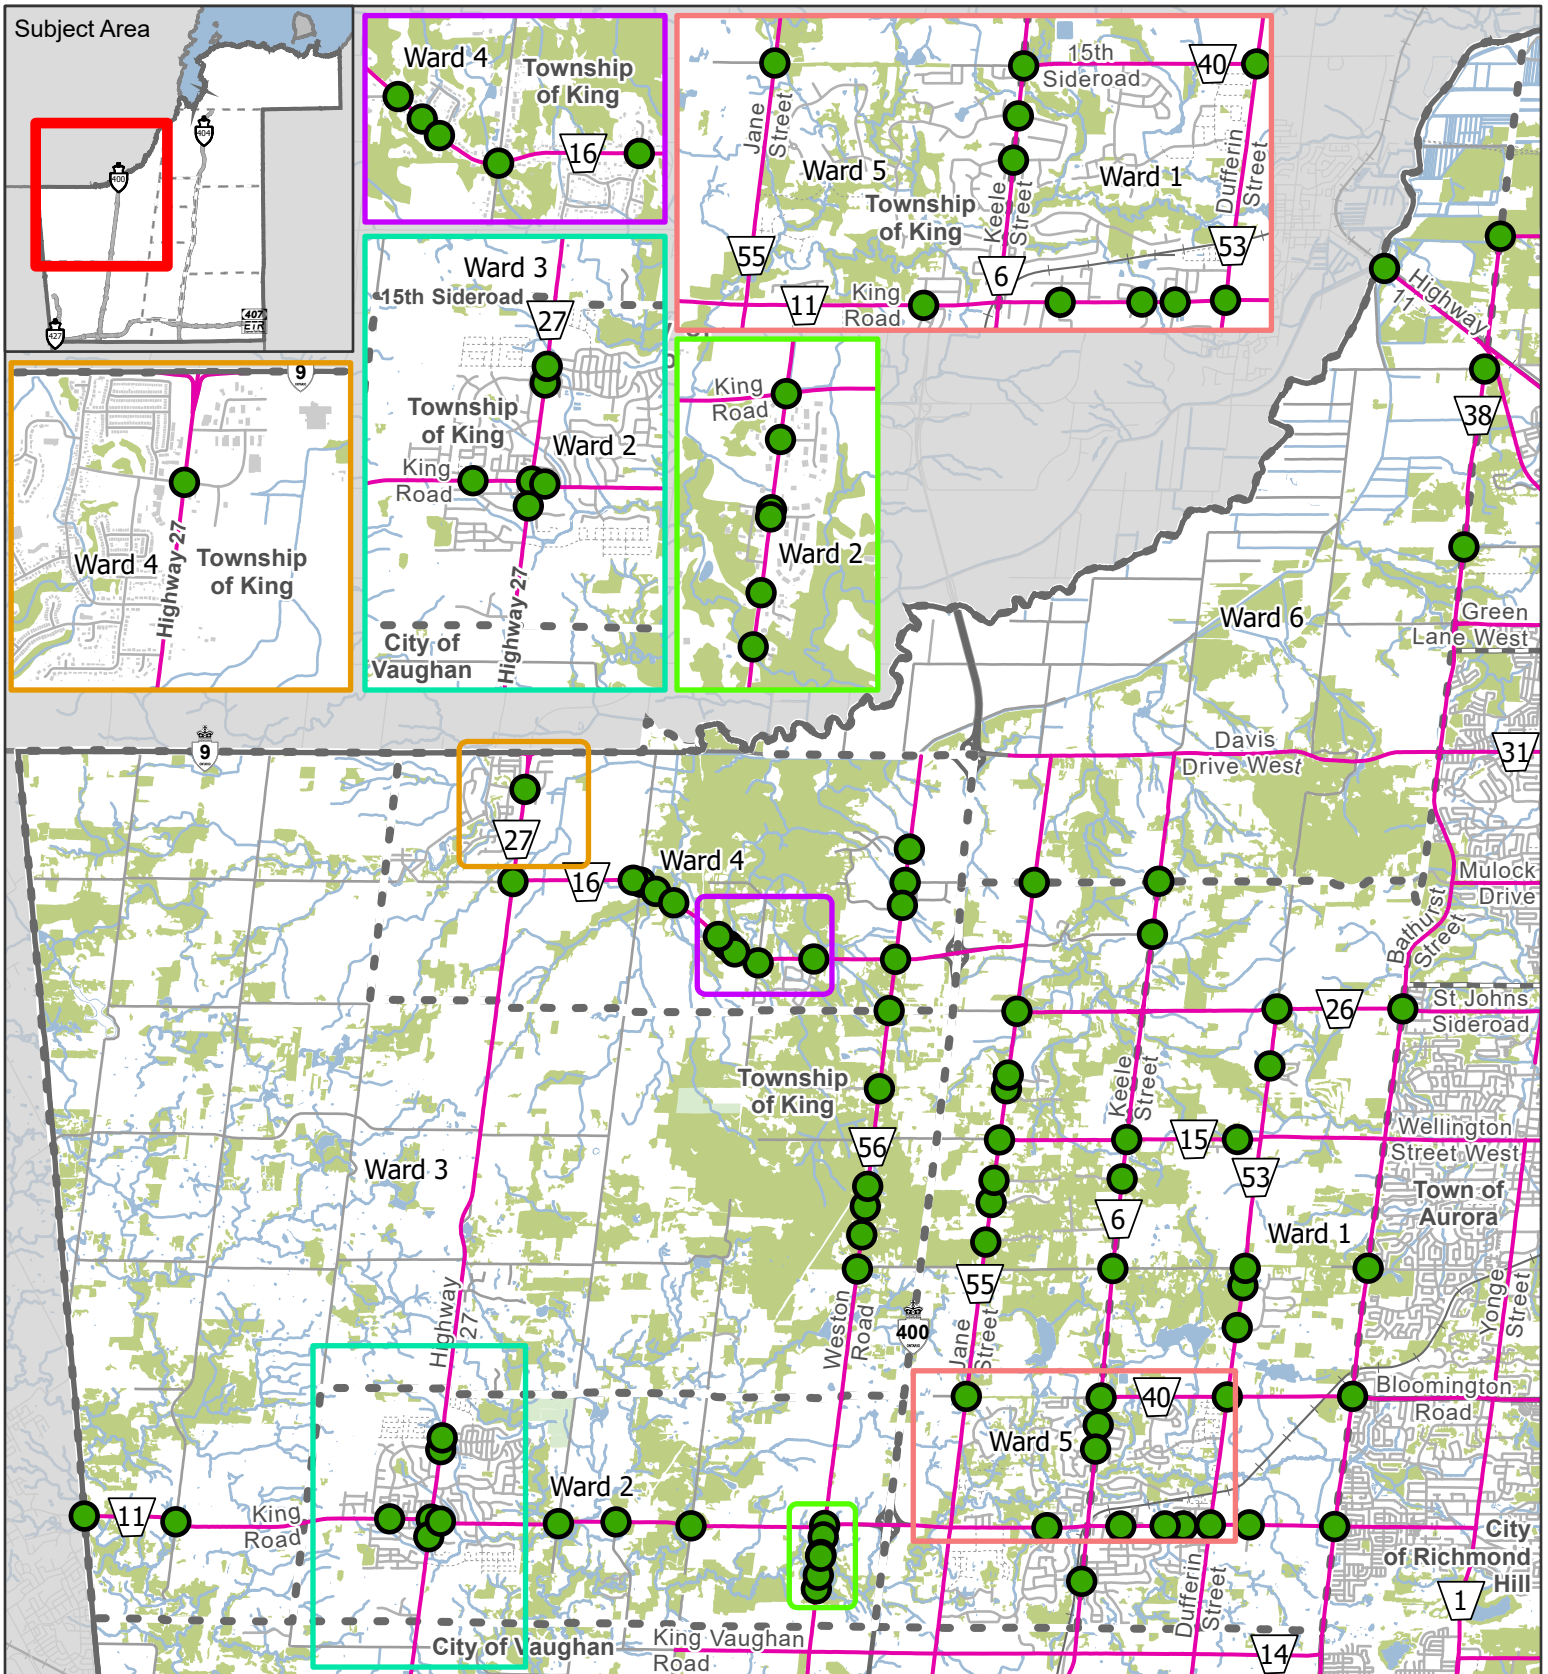 Subject Area
404
400
407
ETR
427
Ward 4
Township
of King
16
15th
Sideroad
40
Jane
Street
Ward 5
Keele
Street
Ward 1
Dufferin
Street
Township
of King
55
6
53
11
King
Road
Ward 3
15th Sideroad
27
Township
of King
Ward 2
King
Road
Highway 27
City of
Vaughan
King
Road
Ward 2
9
ONTARIO
Ward 4
Highway 27
Township
of King
Highway
11
38
Green
Lane West
Ward 6
Davis
Drive West
31
9
27
16
Ward 4
Mulock
Drive
Bathurst
Street
26
St Johns
Sideroad
Township
of King
Keele
Street
56
15
Wellington
Street West
53
Ward 3
6
Town of
Aurora
Ward 1
55
Highway
27
Weston
Road
400
ONTARIO
Jane
Street
Yonge
Street
40
Bloomington
Road
Ward 5
Ward 2
11
King
Road
City
of Richmond
Hill
Dufferin
Street
1
City of Vaughan
King Vaughan
Road
14